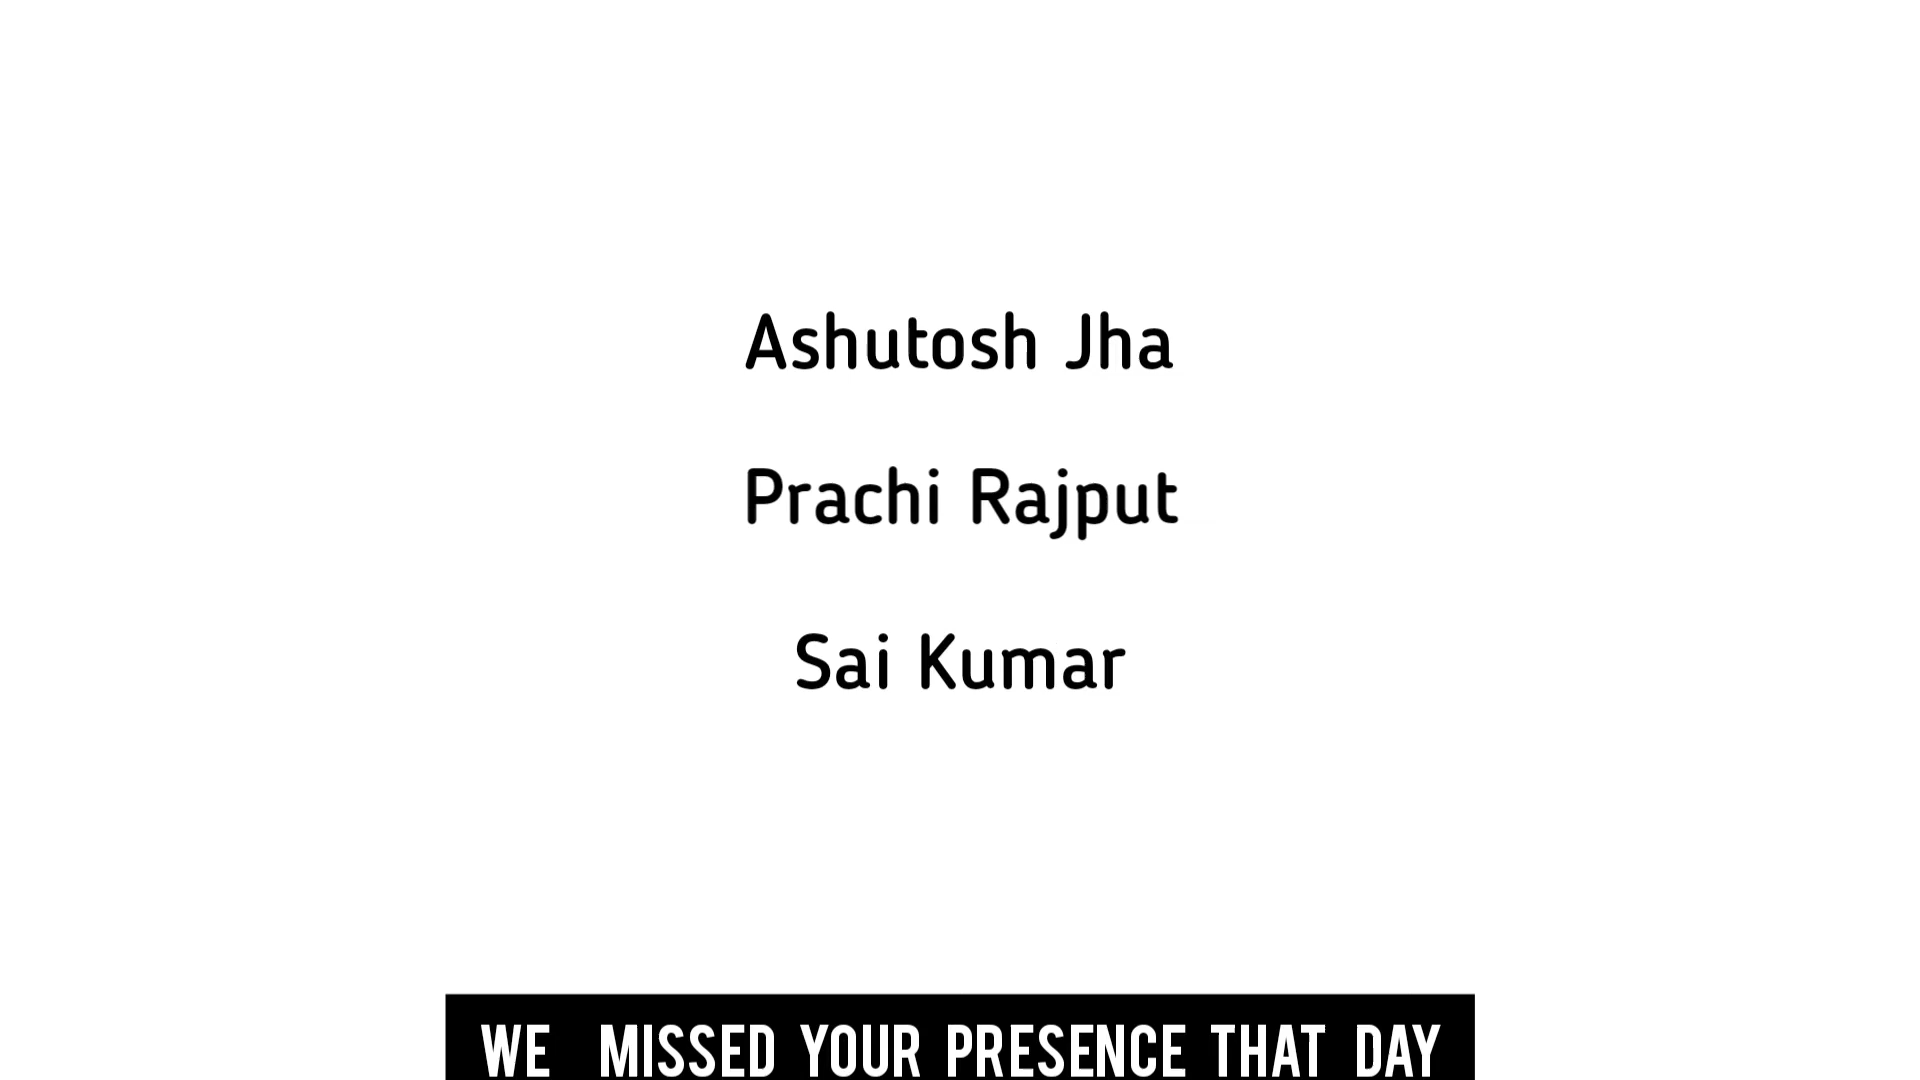 Ashutosh Jha
Prachi Rajput
Sai Kumar
WE MISSED YOUR PRESENCE THAT DAY